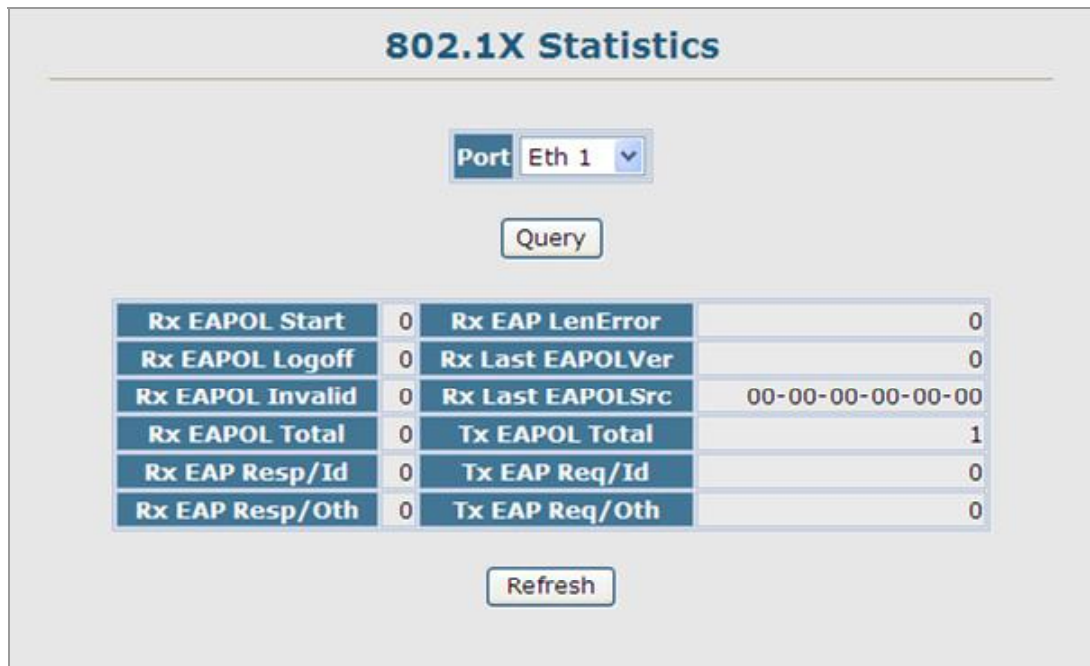 802.1X Statistics
Port Eth 1
Query
Rx EAPOL Start 0 Rx EAP LenError 0
Rx EAPOL Logoff 0 Rx Last EAPOLVer 0
Rx EAPOL Invalid 0 Rx Last EAPOLSrc 00-00-00-00-00-00
Rx EAPOL Total 0 Tx EAPOL Total 1
Rx EAP Resp/Id 0 Tx EAP Req/Id 0
Rx EAP Resp/Oth 0 Tx EAP Req/Oth 0
Refresh